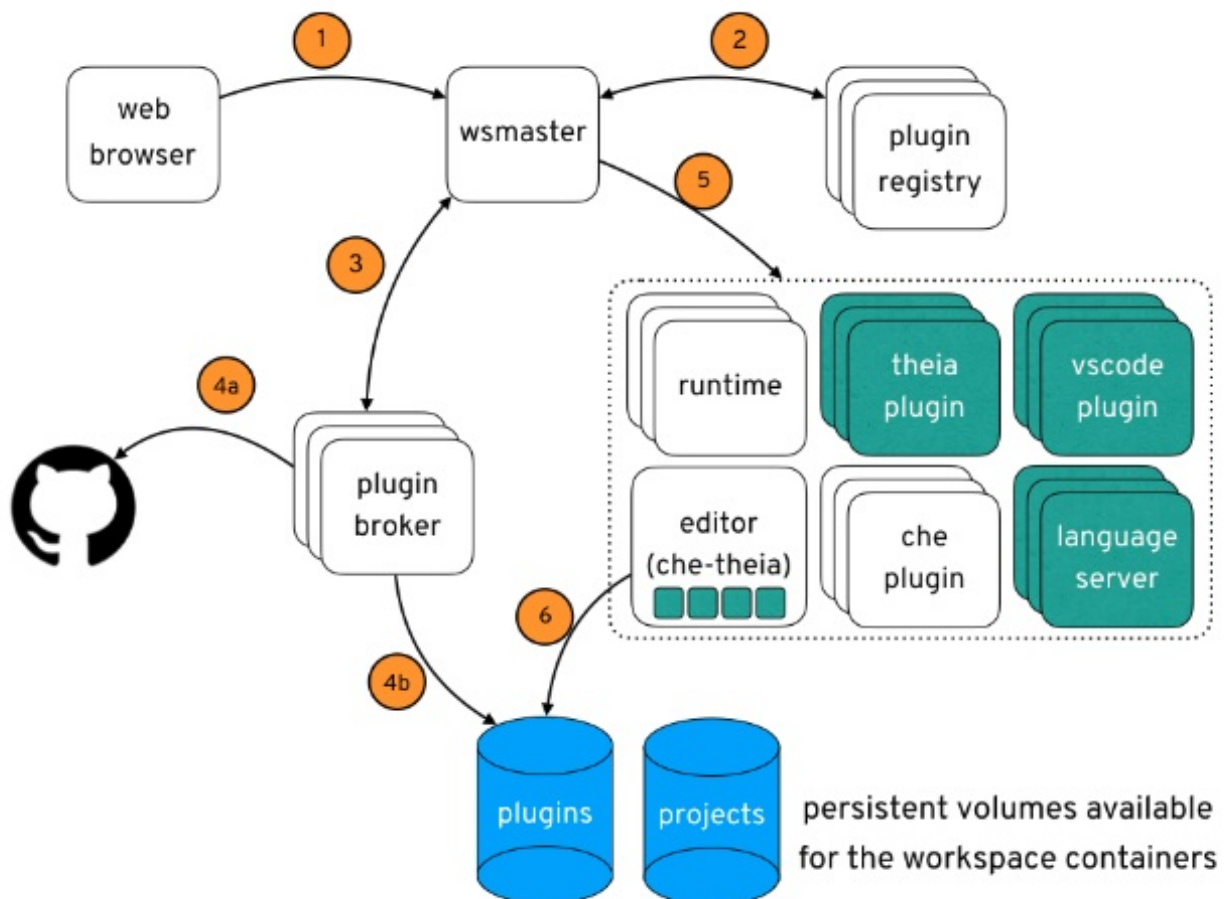 1
2
web
browser
wsmaster
plugin
registry
5
3
runtime
theia
plugin
vscode
plugin
4a
plugin
broker
editor
(che-theia)
che
plugin
language
server
6
4b
plugins
projects
persistent volumes available
for the workspace containers